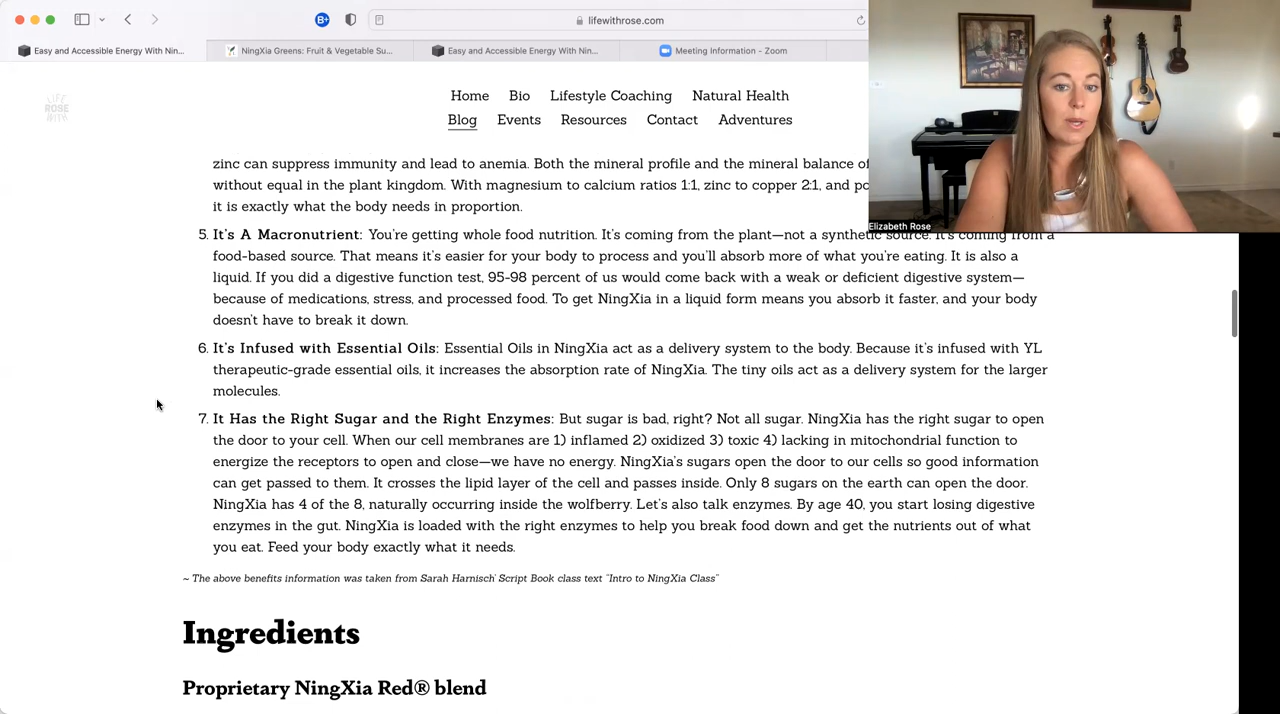 lifewithrose.com
Easy and Accessible Energy With Nin...
NingXia Greens: Fruit & Vegetable Su...
Easy and Accessible Energy With Nin...
Meeting Information - Zoom
LIFE
ROSE
WITH
Home Bio Lifestyle Coaching Natural Health
Blog Events Resources Contact Adventures
zinc can suppress immunity and lead to anemia. Both the mineral profile and the mineral balance of
without equal in the plant kingdom. With magnesium to calcium ratios 1:1, zinc to copper 2:1, and
it is exactly what the body needs in proportion.
5. It's A Macronutrient: You're getting whole food nutrition. It's coming from the plant—not a synthetic source. It's coming from a
food-based source. That means it's easier for your body to process and you'll absorb more of what you're eating. It is also a
liquid. If you did a digestive function test, 95-98 percent of us would come back with a weak or deficient digestive system—
because of medications, stress, and processed food. To get NingXia in a liquid form means you absorb it faster, and your body
doesn't have to break it down.
6. It's Infused with Essential Oils: Essential Oils in NingXia act as a delivery system to the body. Because it's infused with YL
therapeutic-grade essential oils, it increases the absorption rate of NingXia. The tiny oils act as a delivery system for the larger
molecules.
7. It Has the Right Sugar and the Right Enzymes: But sugar is bad, right? Not all sugar. NingXia has the right sugar to open
the door to your cell. When our cell membranes are 1) inflamed 2) oxidized 3) toxic 4) lacking in mitochondrial function to
energize the receptors to open and close—we have no energy. NingXia's sugars open the door to our cells so good information
can get passed to them. It crosses the lipid layer of the cell and passes inside. Only 8 sugars on the earth can open the door.
NingXia has 4 of the 8, naturally occurring inside the wolfberry. Let's also talk enzymes. By age 40, you start losing digestive
enzymes in the gut. NingXia is loaded with the right enzymes to help you break food down and get the nutrients out of what
you eat. Feed your body exactly what it needs.
~ The above benefits information was taken from Sarah Harnisch' Script Book class text "Intro to NingXia Class"
Ingredients
Proprietary NingXia Red® blend
Elizabeth Rose
B+